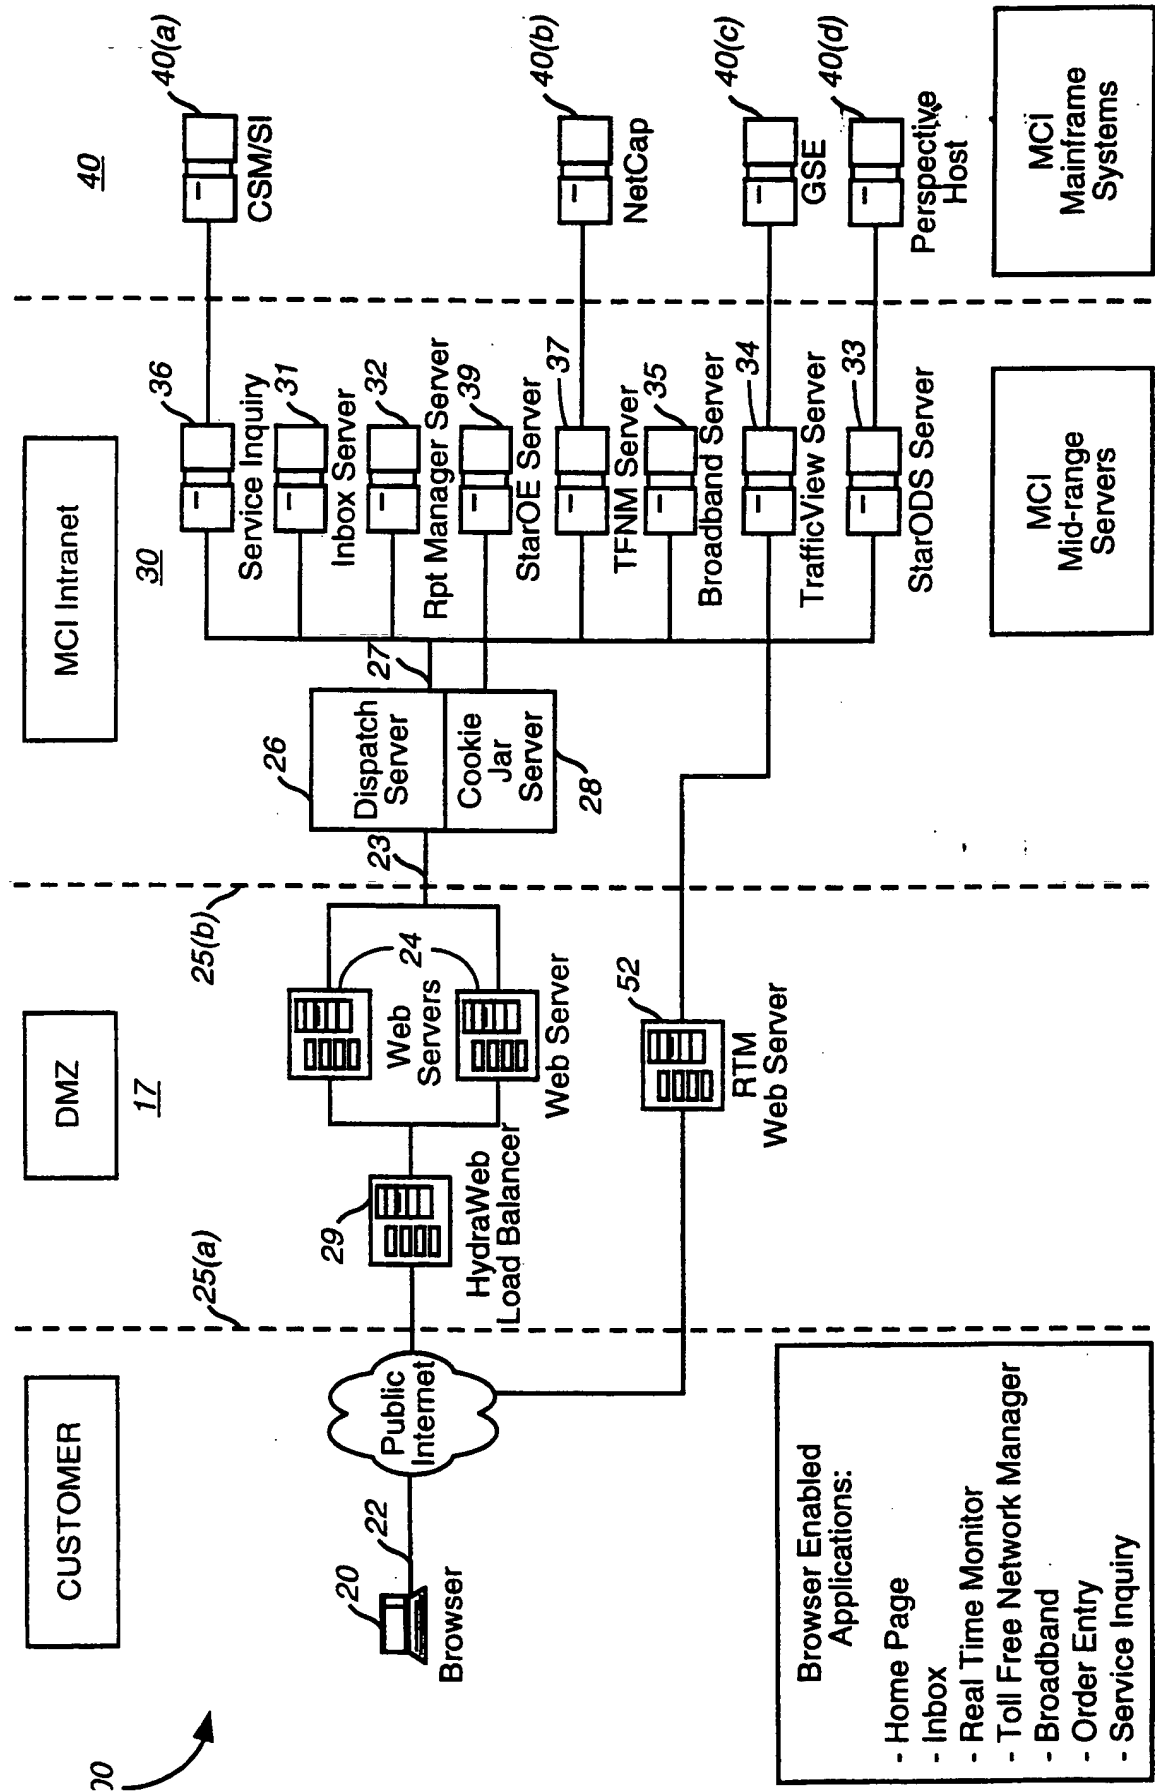 00
CUSTOMER
DMZ
17
MCI Intranet
30
40
25(a)
25(b)
20
Browser
22
Public
Internet
29
HydraWeb
Load Balancer
24
Web
Servers
Web Server
52
RTM
Web Server
23
26
Dispatch
Server
Cookie
Jar
Server
28
27
36
Service Inquiry
31
Inbox Server
32
Rpt Manager Server
39
StarOE Server
37
TFNM Server
35
Broadband Server
34
TrafficView Server
33
StarODS Server
40(a)
CSM/SI
40(b)
NetCap
40(c)
GSE
40(d)
Perspective
Host
Browser Enabled
Applications:
- Home Page
- Inbox
- Real Time Monitor
- Toll Free Network Manager
- Broadband
- Order Entry
- Service Inquiry
MCI
Mid-range
Servers
MCI
Mainframe
Systems